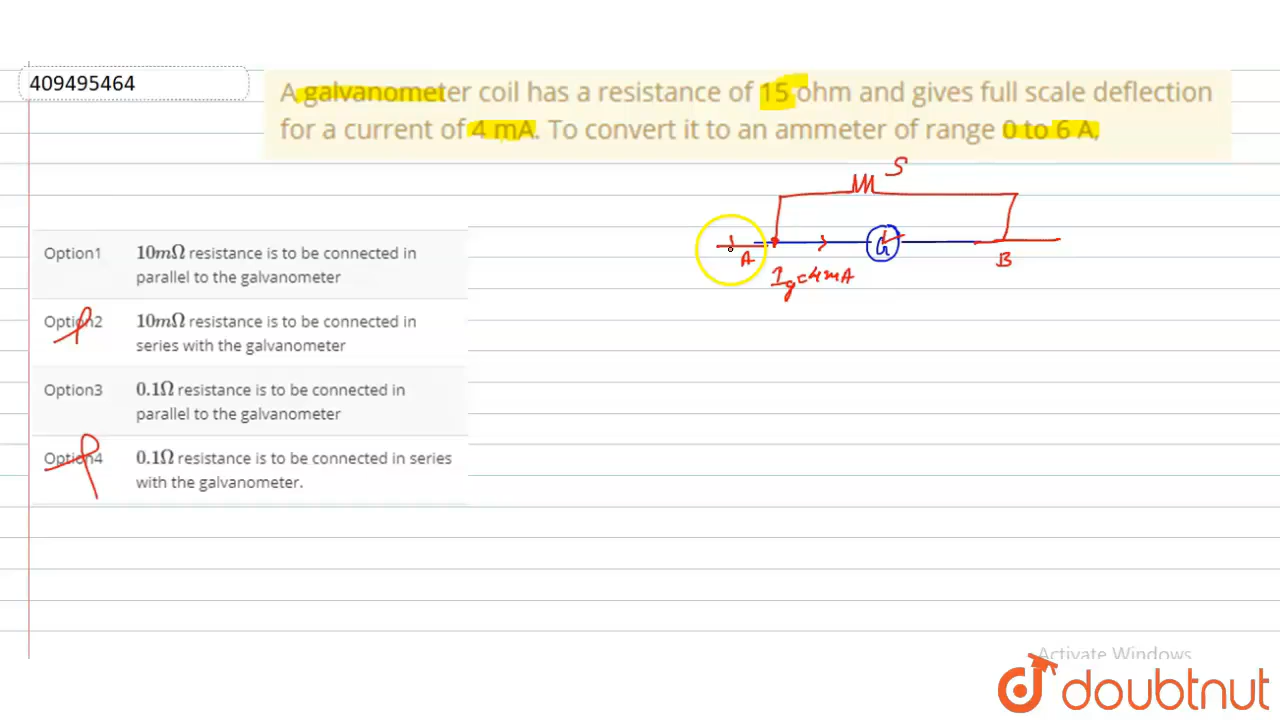 409495464
A galvanometer coil has a resistance of 15 ohm and gives full scale deflection
for a current of 4 mA. To convert it to an ammeter of range 0 to 6 A,
S
G
A
B
Ig=4mA
Option1 10mΩ resistance is to be connected in
parallel to the galvanometer
Option2 10mΩ resistance is to be connected in
series with the galvanometer
Option3 0.1Ω resistance is to be connected in
parallel to the galvanometer
Option4 0.1Ω resistance is to be connected in series
with the galvanometer.
Activate Windows
doubtnut